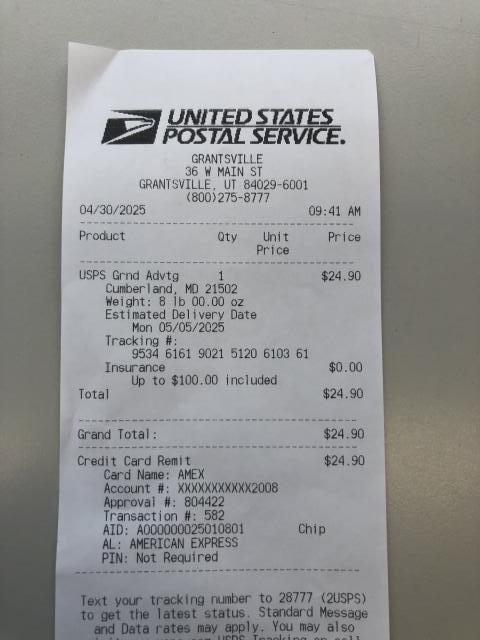 UNITED STATES
POSTAL SERVICE.
GRANTSVILLE
36 W MAIN ST
GRANTSVILLE, UT 84029-6001
(800)275-8777
04/30/2025 09:41 AM
Product Qty Unit Price
Price
USPS Grnd Advtg 1 $24.90
Cumberland, MD 21502
Weight: 8 lb 00.00 oz
Estimated Delivery Date
Mon 05/05/2025
Tracking #:
9534 6161 9021 5120 6103 61
Insurance $0.00
Up to $100.00 included
Total $24.90
Grand Total: $24.90
Credit Card Remit $24.90
Card Name: AMEX
Account #: XXXXXXXXXXX2008
Approval #: 804422
Transaction #: 582
AID: A000000025010801 Chip
AL: AMERICAN EXPRESS
PIN: Not Required
Text your tracking number to 28777 (2USPS)
to get the latest status. Standard Message
and Data rates may apply. You may also
USPS Tracking